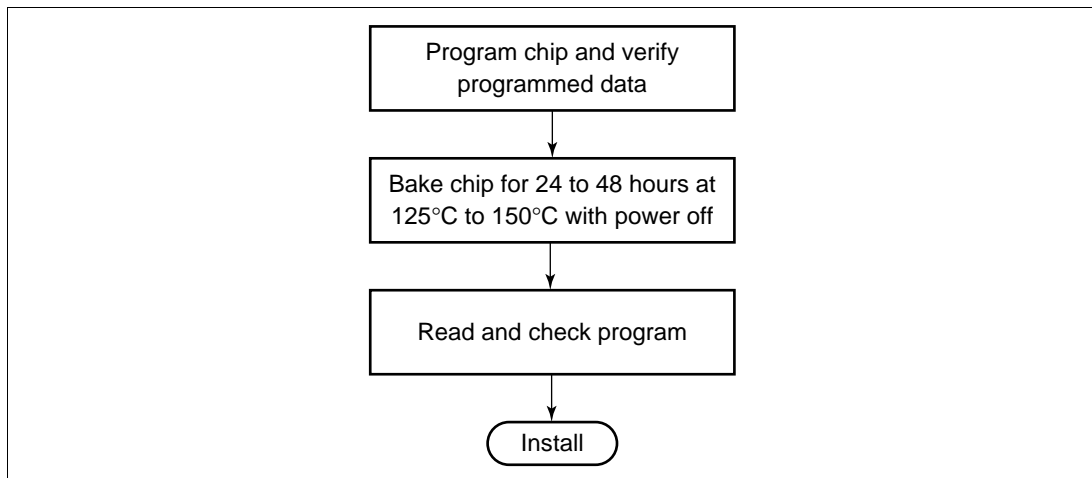 Program chip and verify
programmed data
Bake chip for 24 to 48 hours at
125°C to 150°C with power off
Read and check program
Install